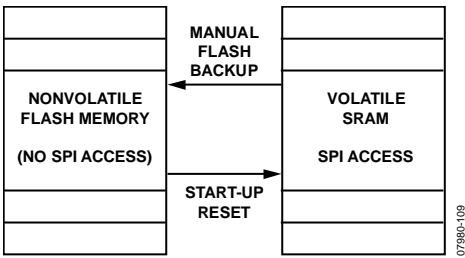 MANUAL
FLASH
BACKUP
NONVOLATILE
FLASH MEMORY
(NO SPI ACCESS)
VOLATILE
SRAM
SPI ACCESS
START-UP
RESET
07980-109